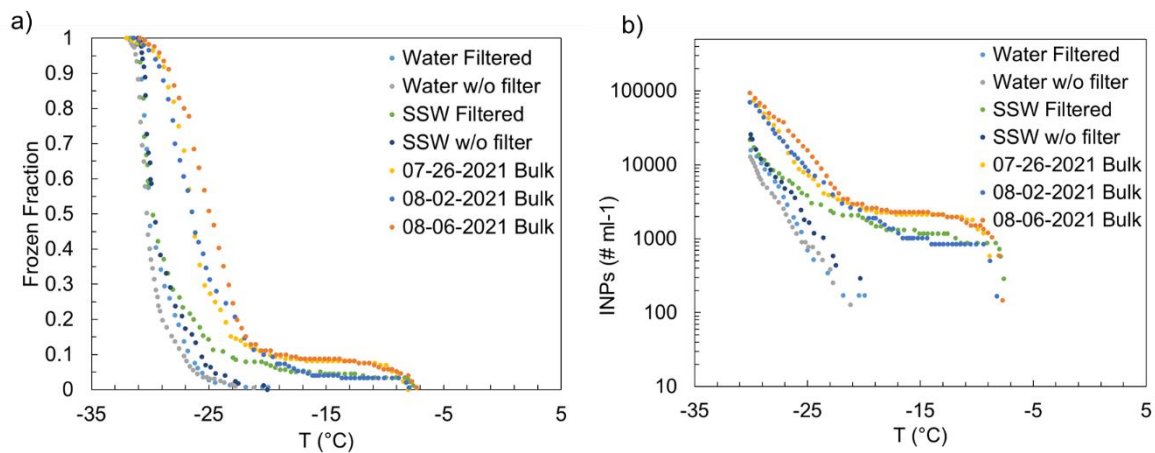 a)
1
0.9
0.8
0.7
0.6
0.5
0.4
0.3
0.2
0.1
0
Frozen Fraction
Water Filtered
Water w/o filter
SSW Filtered
SSW w/o filter
07-26-2021 Bulk
08-02-2021 Bulk
08-06-2021 Bulk
-35 -25 -15 -5 5
T (°C)
b)
100000
10000
1000
100
10
INPs (# ml-1)
Water Filtered
Water w/o filter
SSW Filtered
SSW w/o filter
07-26-2021 Bulk
08-02-2021 Bulk
08-06-2021 Bulk
-35 -25 -15 -5 5
T (°C)